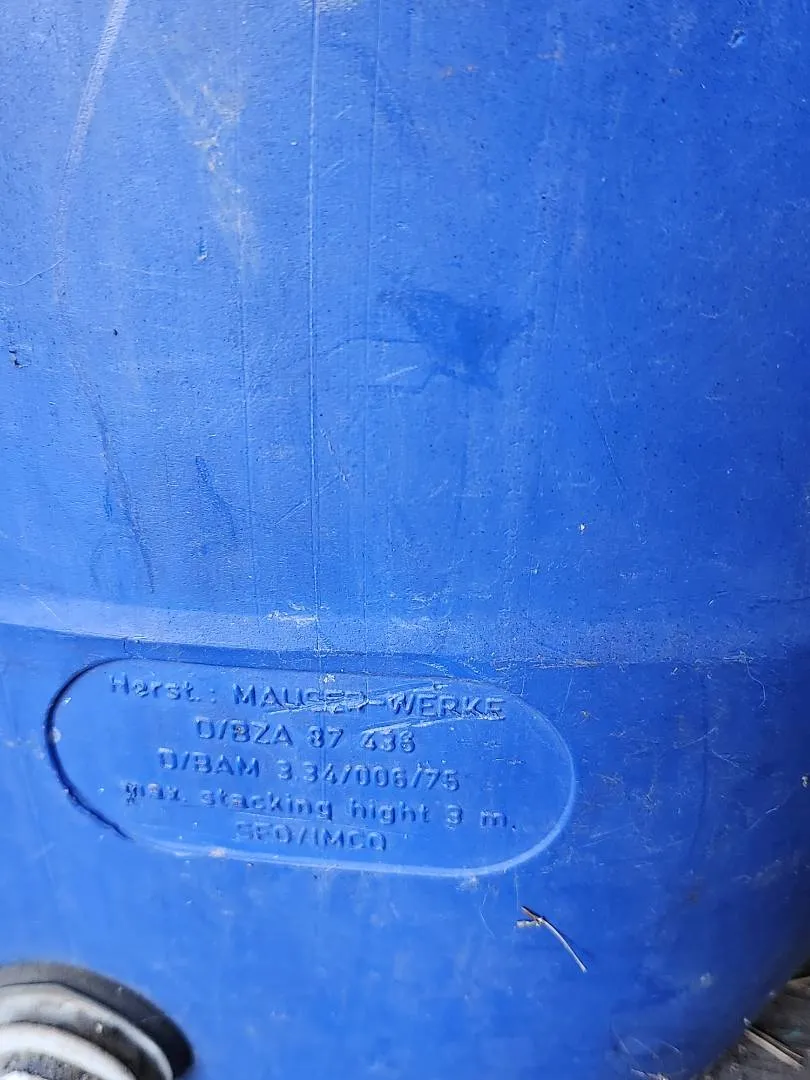 Herst.: MAUSER-WERKE
D/BZA 87 436
D/BAM 3.34/006/75
max. stacking hight 3 m.
SEO/IMCO